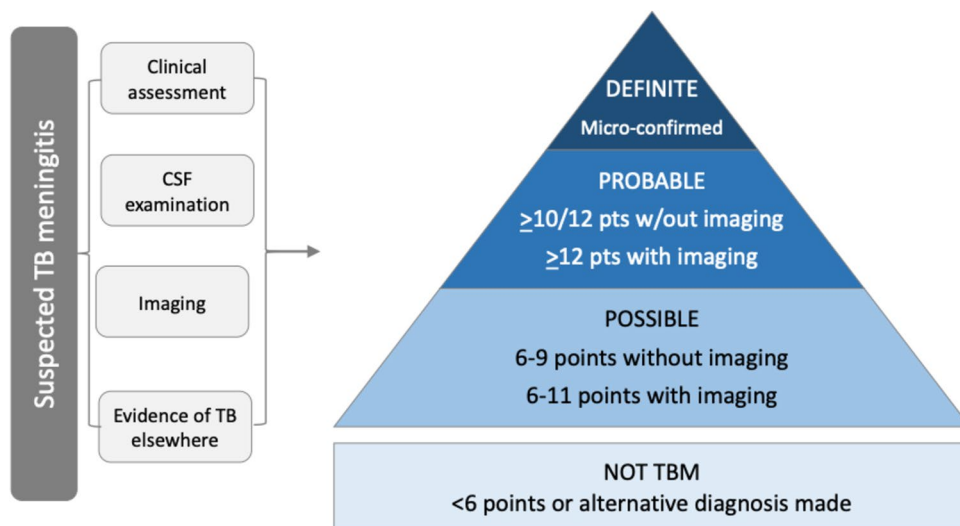 Suspected TB meningitis
Clinical
assessment
CSF
examination
Imaging
Evidence of TB
elsewhere
DEFINITE
Micro-confirmed
PROBABLE
≥10/12 pts w/out imaging
≥12 pts with imaging
POSSIBLE
6-9 points without imaging
6-11 points with imaging
NOT TBM
<6 points or alternative diagnosis made